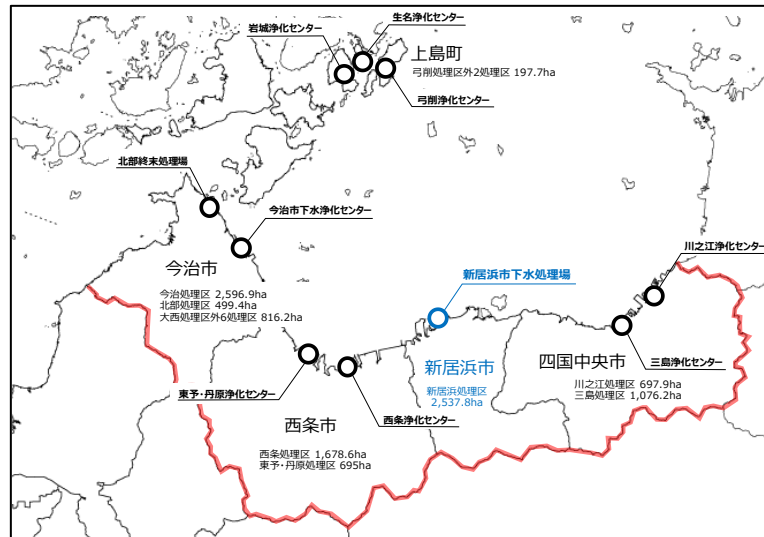 生名浄化センター
岩城浄化センター
上島町
弓削処理区外2処理区 197.7ha
弓削浄化センター
北部終末処理場
今治市下水浄化センター
川之江浄化センター
今治市
新居浜市下水処理場
今治処理区 2,596.9ha
北部処理区 499.4ha
大西処理区外6処理区 816.2ha
新居浜市
四国中央市
三島浄化センター
新居浜処理区
2,537.8ha
川之江処理区 697.9ha
三島処理区 1,076.2ha
東予・丹原浄化センター
西条市
西条浄化センター
西条処理区 1,678.6ha
東予・丹原処理区 695ha